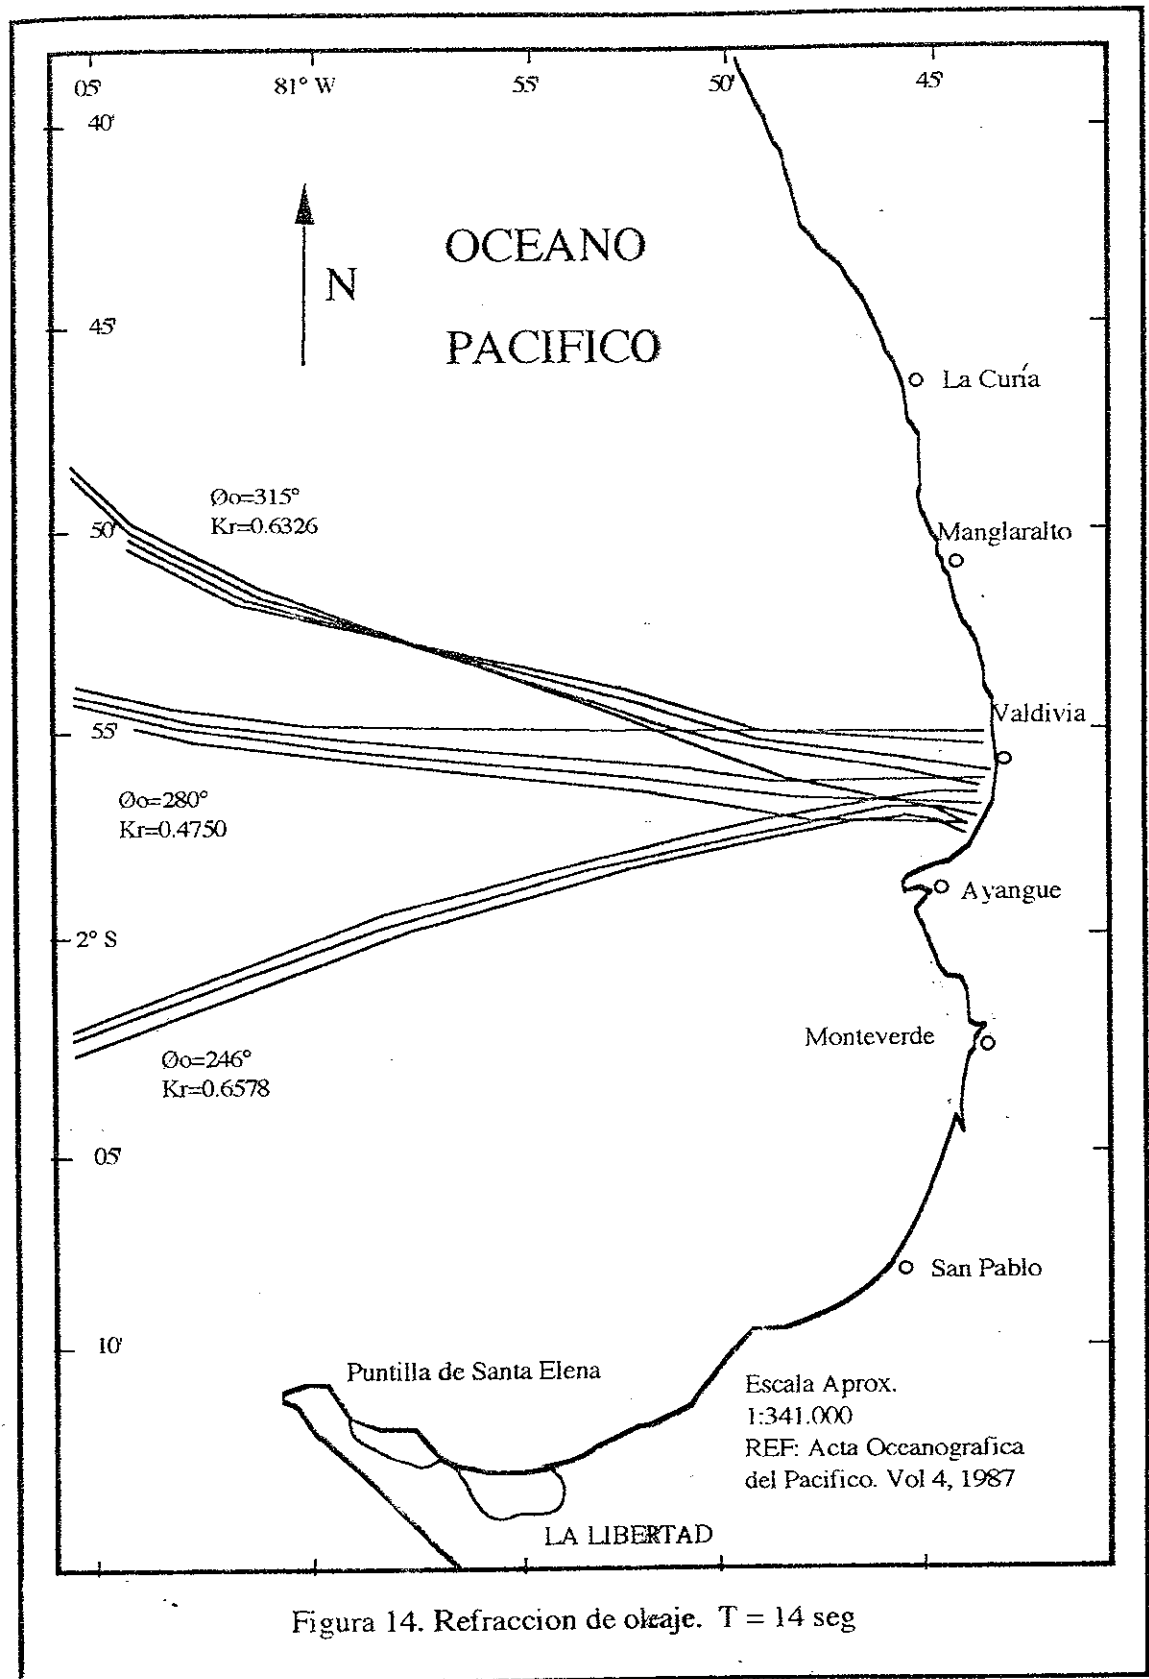 05' 81° W 55' 50' 45'
40'
OCEANO
N
PACIFICO
45'
La Curía
Øo=315°
Kr=0.6326
50'
Manglaralto
Valdivia
55'
Øo=280°
Kr=0.4750
Ayangue
2° S
Monteverde
Øo=246°
Kr=0.6578
05'
San Pablo
10'
Puntilla de Santa Elena
Escala Aprox.
1:341.000
REF: Acta Oceanografica
del Pacifico. Vol 4, 1987
LA LIBERTAD
Figura 14. Refraccion de oleaje. T = 14 seg